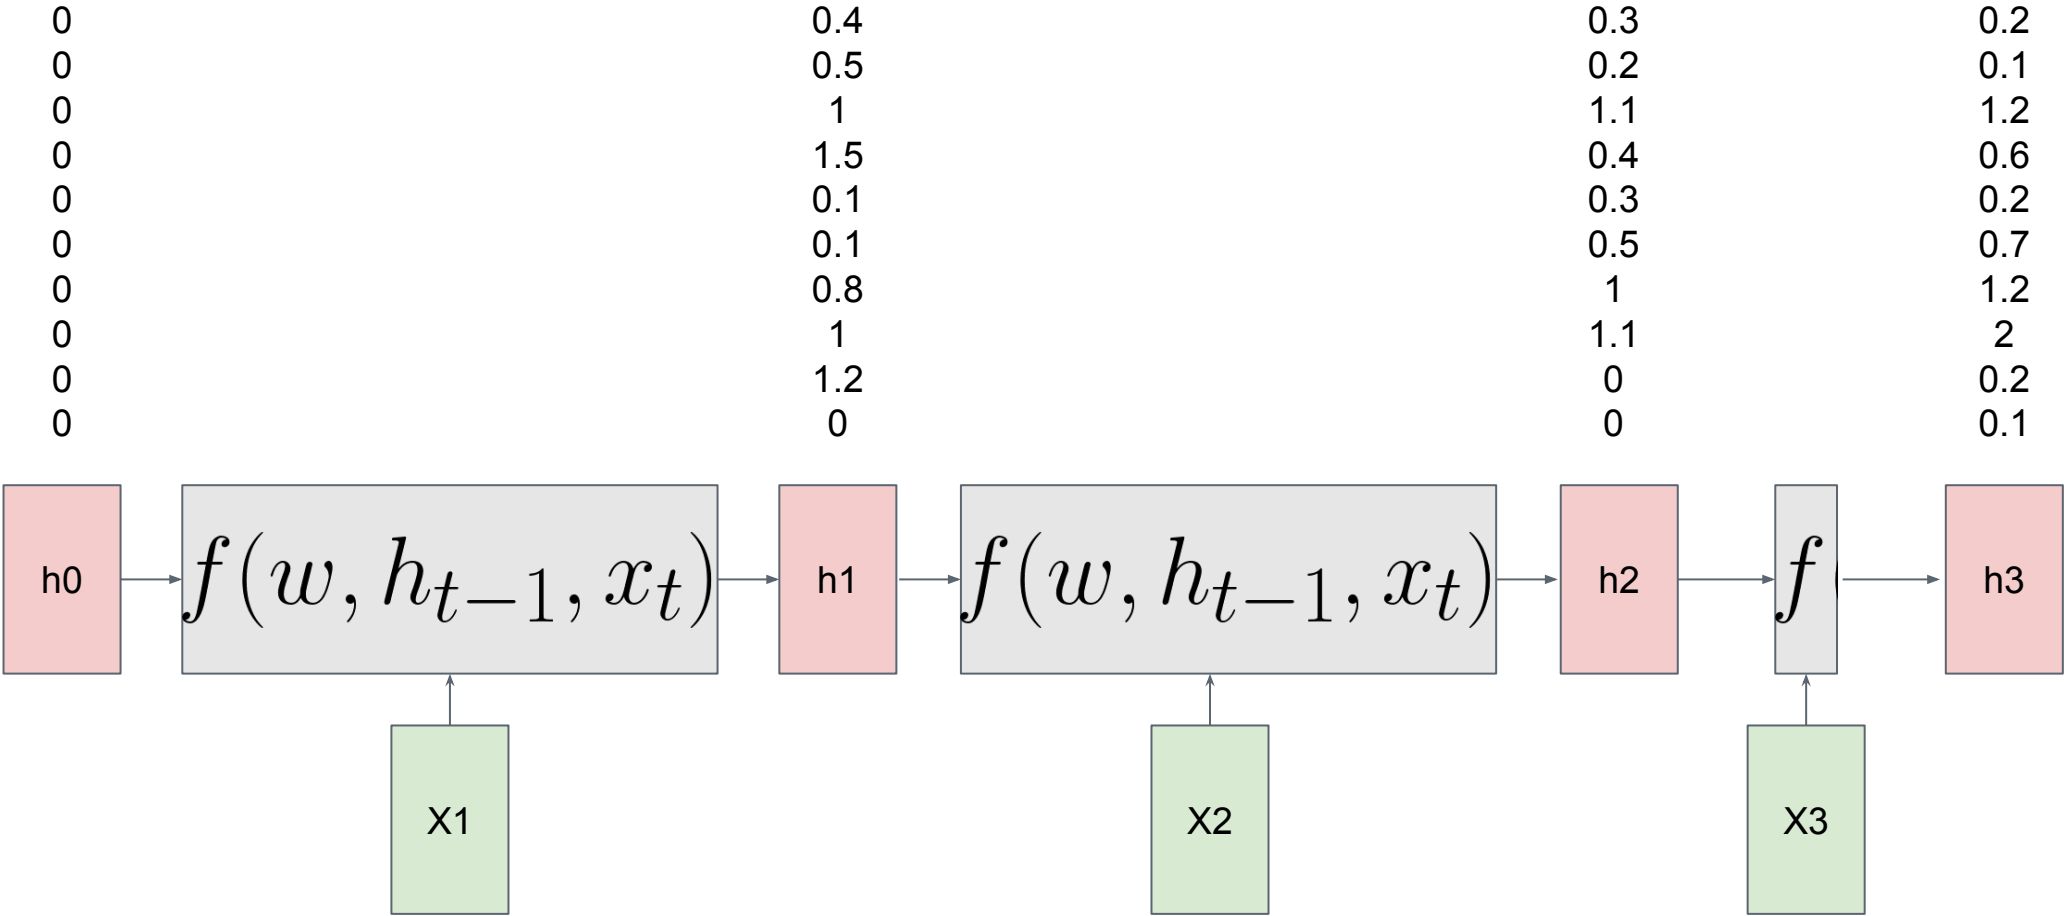 0 0.4 0.3 0.2
0 0.5 0.2 0.1
0 1 1.1 1.2
0 1.5 0.4 0.6
0 0.1 0.3 0.2
0 0.1 0.5 0.7
0 0.8 1 1.2
0 1 1.1 2
0 1.2 0 0.2
0 0 0 0.1
h0 f(w, h_{t-1}, x_t) h1 f(w, h_{t-1}, x_t) h2 f( h3
X1 X2 X3